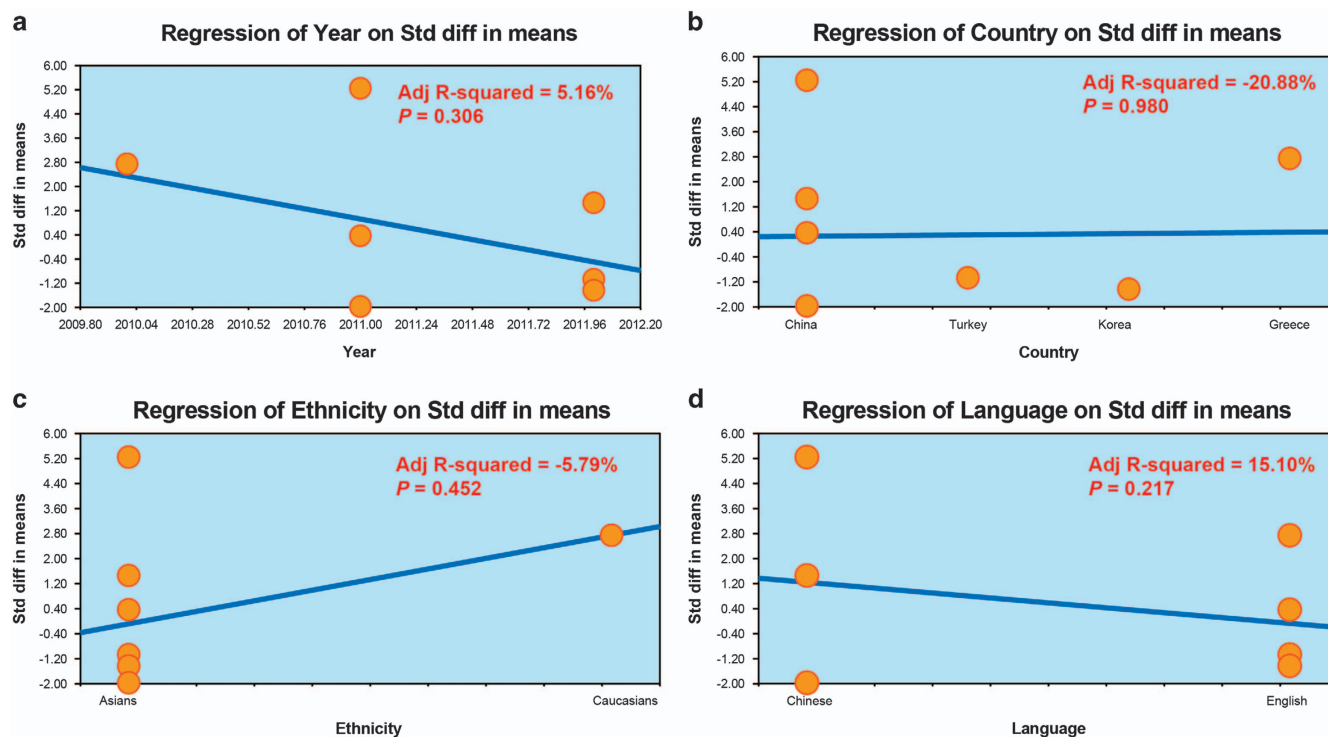 a
Regression of Year on Std diff in means
Adj R-squared = 5.16%
P = 0.306
Std diff in means
6.00
5.20
4.40
3.60
2.80
2.00
1.20
0.40
-0.40
-1.20
-2.00
2009.80 2010.04 2010.28 2010.52 2010.76 2011.00 2011.24 2011.48 2011.72 2011.96 2012.20
Year
b
Regression of Country on Std diff in means
Adj R-squared = -20.88%
P = 0.980
Std diff in means
6.00
5.20
4.40
3.60
2.80
2.00
1.20
0.40
-0.40
-1.20
-2.00
China Turkey Korea Greece
Country
c
Regression of Ethnicity on Std diff in means
Adj R-squared = -5.79%
P = 0.452
Std diff in means
6.00
5.20
4.40
3.60
2.80
2.00
1.20
0.40
-0.40
-1.20
-2.00
Asians Caucasians
Ethnicity
d
Regression of Language on Std diff in means
Adj R-squared = 15.10%
P = 0.217
Std diff in means
6.00
5.20
4.40
3.60
2.80
2.00
1.20
0.40
-0.40
-1.20
-2.00
Chinese English
Language